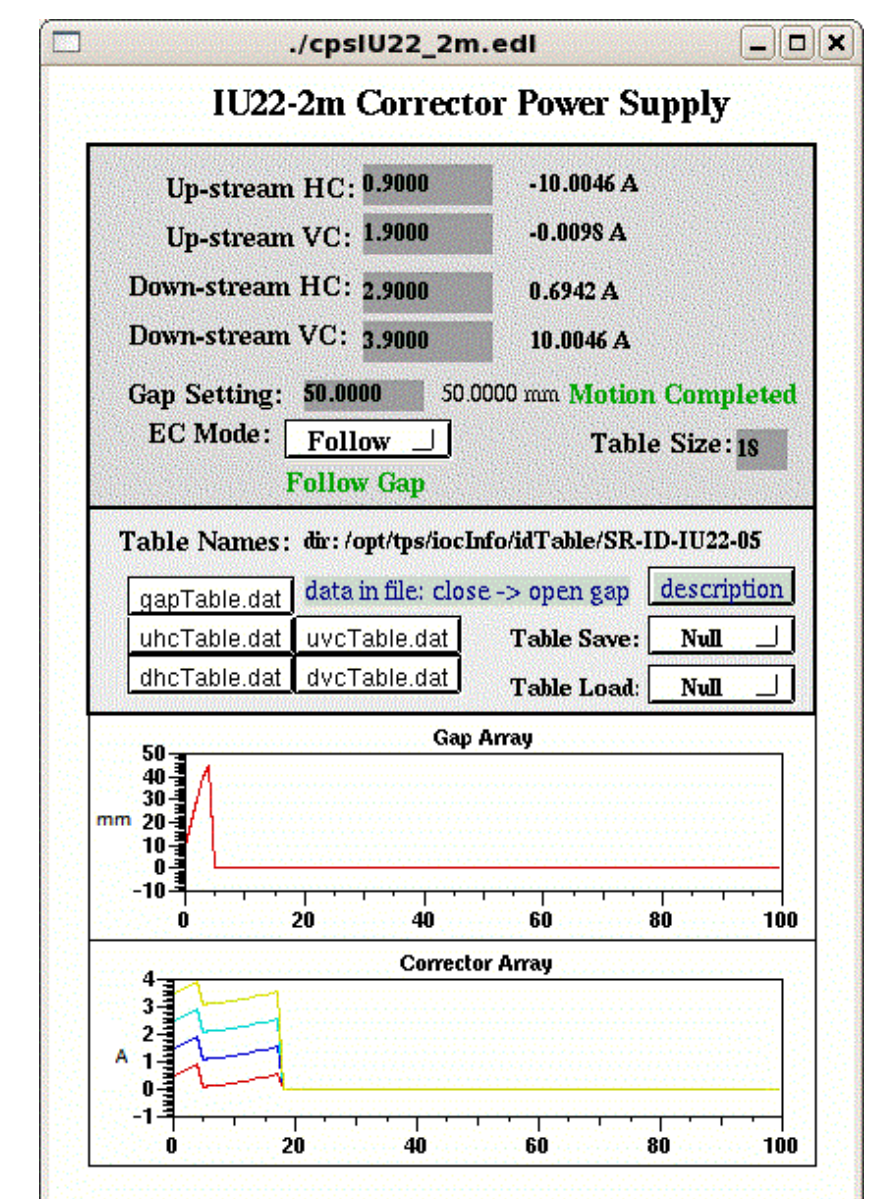 ./cpsIU22_2m.edl
IU22-2m Corrector Power Supply
Up-stream HC: 0.9000 -10.0046 A
Up-stream VC: 1.9000 -0.0098 A
Down-stream HC: 2.9000 0.6942 A
Down-stream VC: 3.9000 10.0046 A
Gap Setting: 50.0000 50.0000 mm Motion Completed
EC Mode: Follow Table Size: 18
Follow Gap
Table Names: dir: /opt/tps/iocInfo/idTable/SR-ID-IU22-05
gapTable.dat data in file: close -> open gap description
uhcTable.dat uvcTable.dat Table Save: Null
dhcTable.dat dvcTable.dat Table Load: Null
Gap Array
50
40
30
mm 20
10
0
-10
0 20 40 60 80 100
Corrector Array
4
3
2
A 1
0
-1
0 20 40 60 80 100